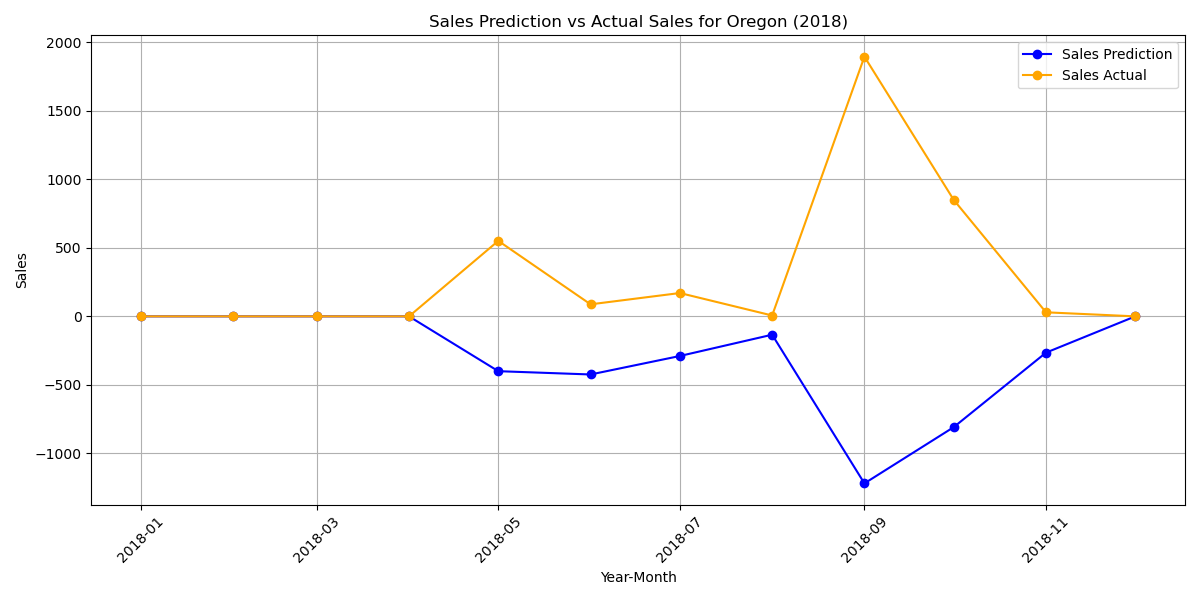 Sales Prediction vs Actual Sales for Oregon (2018)
Sales Prediction
Sales Actual
2000
1500
1000
500
0
−500
−1000
Sales
2018-01
2018-03
2018-05
2018-07
2018-09
2018-11
Year-Month